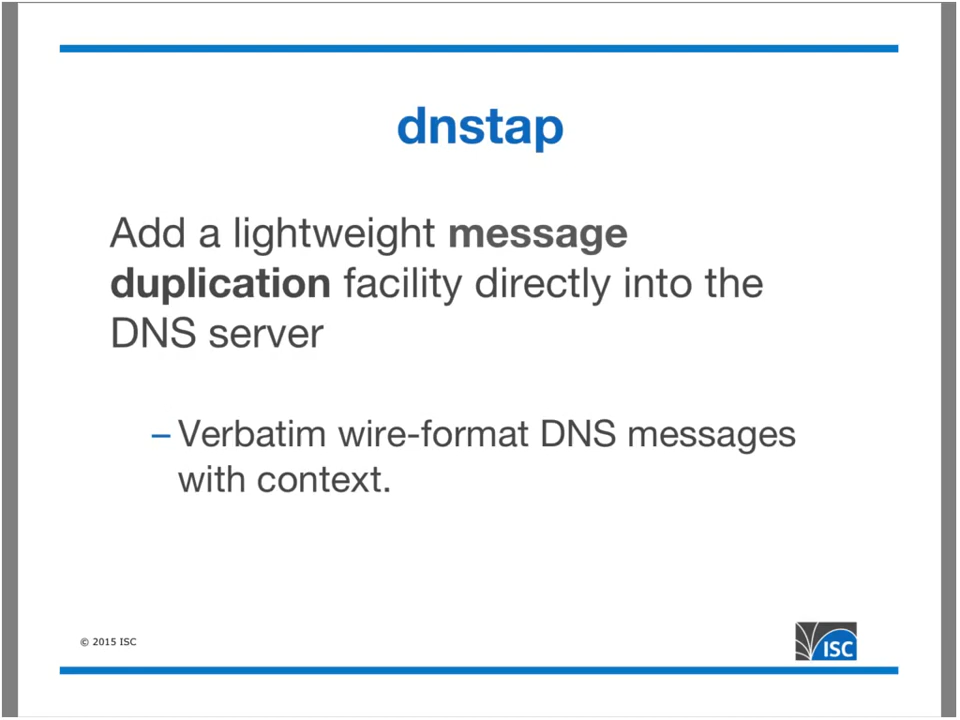 dnstap
Add a lightweight message
duplication facility directly into the
DNS server
– Verbatim wire-format DNS messages
with context.
© 2015 ISC
ISC